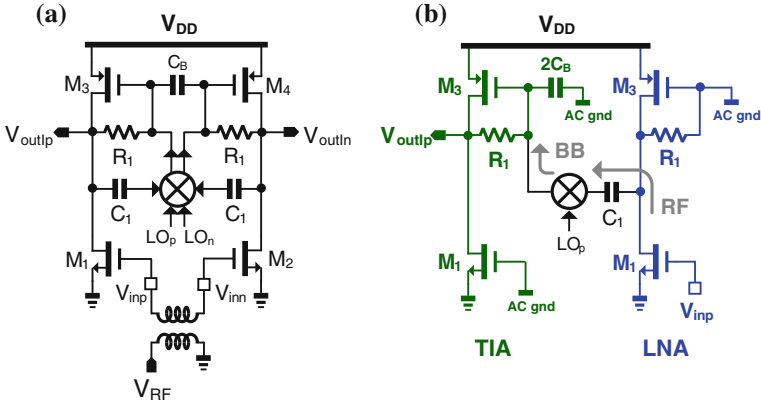 (a)
V_DD
C_B
M_3
M_4
V_outIp
R_1
R_1
V_outIn
C_1
C_1
LO_p
LO_n
M_1
M_2
V_inp
V_inn
V_RF
(b)
V_DD
M_3
2C_B
AC gnd
M_3
AC gnd
V_outIp
R_1
BB
R_1
C_1
RF
LO_p
M_1
AC gnd
M_1
V_inp
TIA
LNA